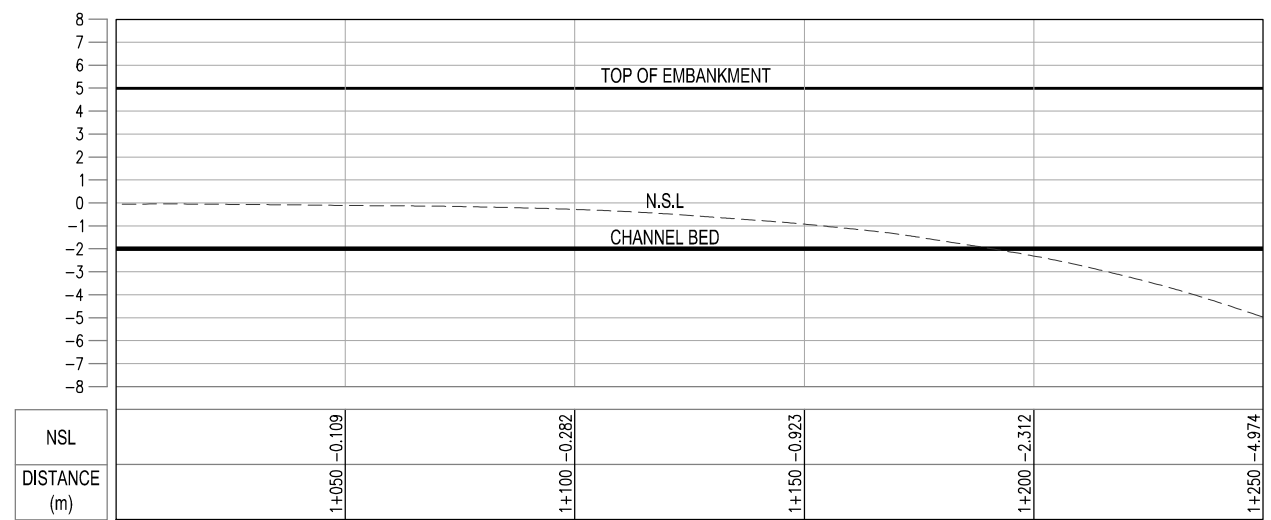 8
7
6
TOP OF EMBANKMENT
5
4
3
2
1
0
N.S.L
-1
CHANNEL BED
-2
-3
-4
-5
-6
-7
-8
NSL -0.109 -0.282 -0.923 -2.312 -4.974
DISTANCE
(m)
1+050 1+100 1+150 1+200 1+250